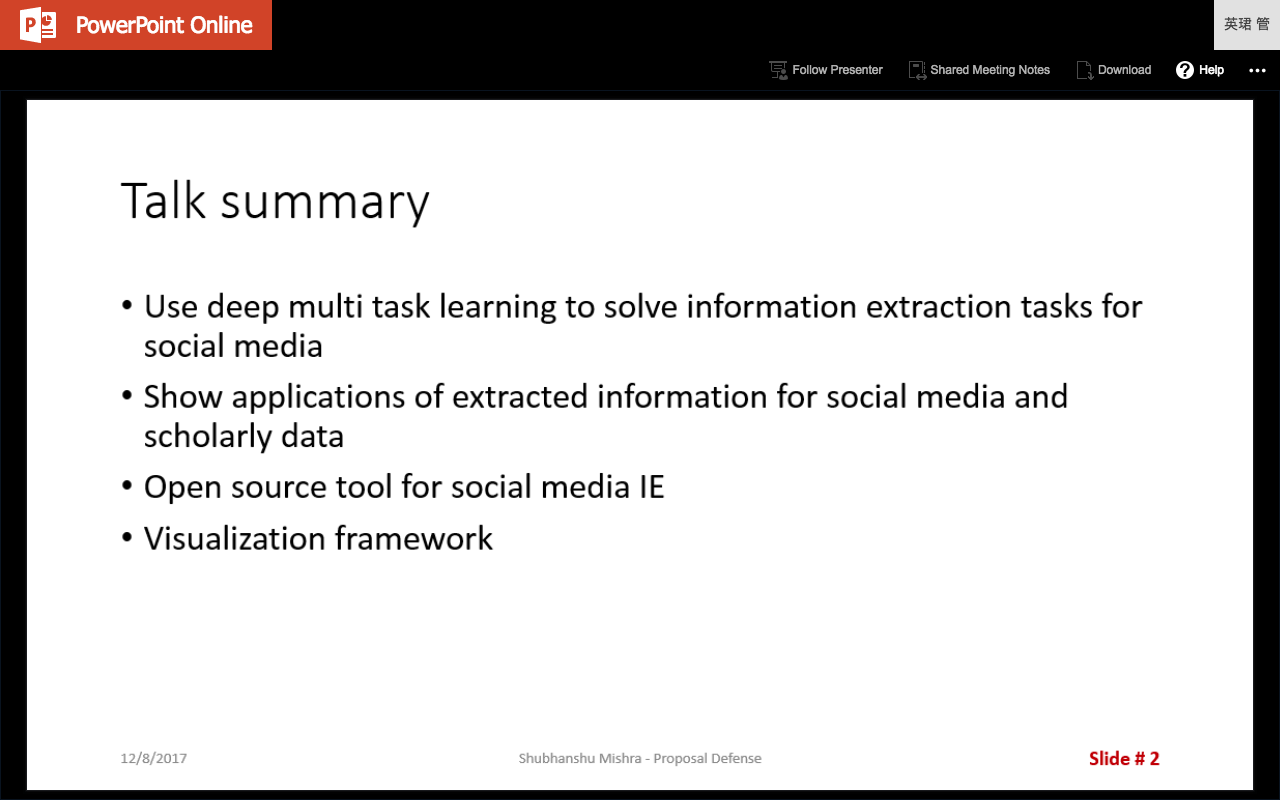 PowerPoint Online
英珺 管
Follow Presenter
Shared Meeting Notes
Download
Help
Talk summary
• Use deep multi task learning to solve information extraction tasks for
social media
• Show applications of extracted information for social media and
scholarly data
• Open source tool for social media IE
• Visualization framework
12/8/2017
Shubhanshu Mishra - Proposal Defense
Slide # 2